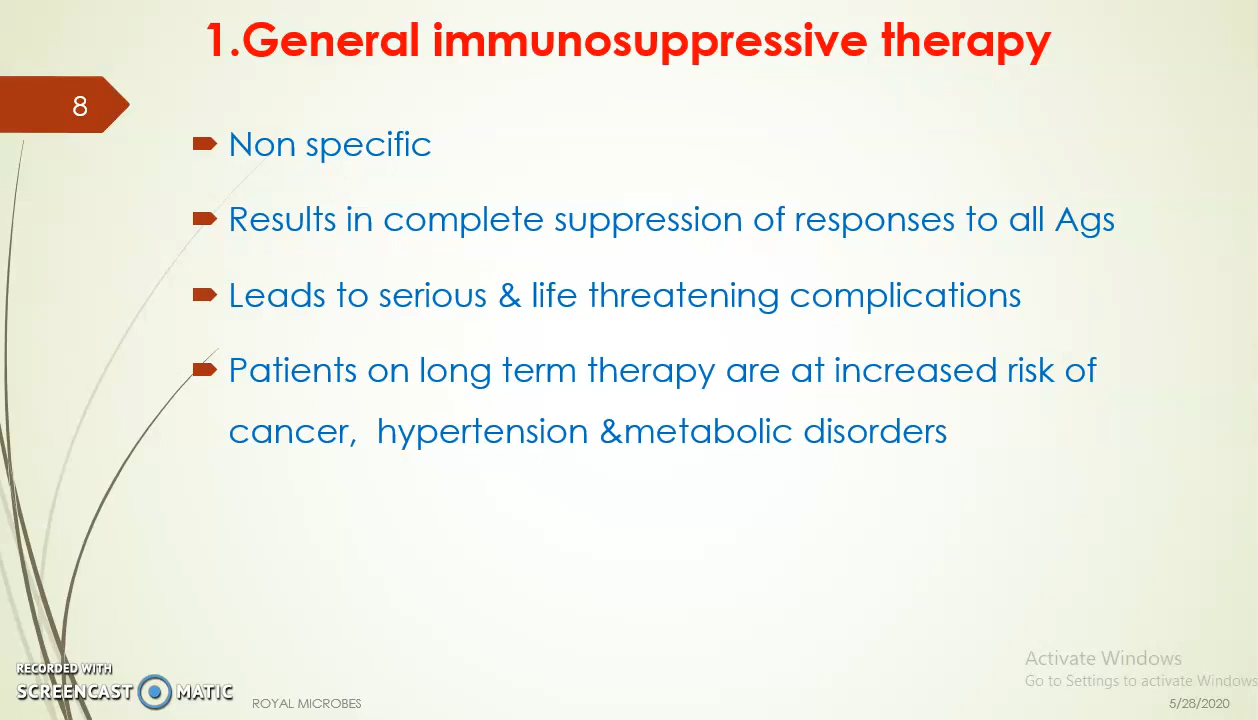 1.General immunosuppressive therapy
8
Non specific
Results in complete suppression of responses to all Ags
Leads to serious & life threatening complications
Patients on long term therapy are at increased risk of
cancer,  hypertension &metabolic disorders
Activate Windows
Go to Settings to activate Windows
RECORDED WITH
SCREENCAST MATIC
ROYAL MICROBES
5/28/2020